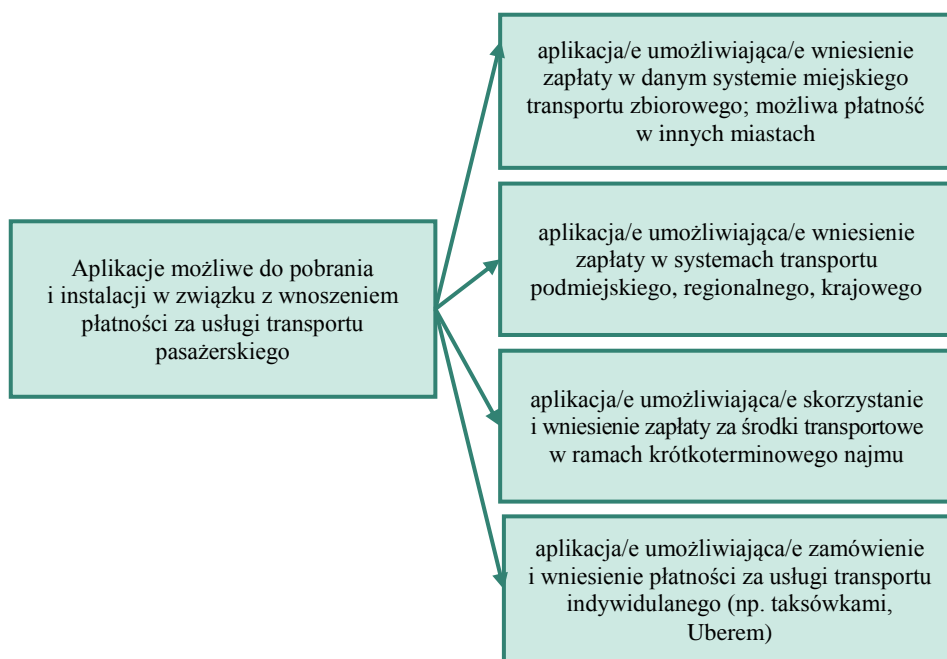 aplikacja/e umożliwiająca/e wniesienie
zapłaty w danym systemie miejskiego
transportu zbiorowego; możliwa płatność
w innych miastach
aplikacja/e umożliwiająca/e wniesienie
zapłaty w systemach transportu
podmiejskiego, regionalnego, krajowego
Aplikacje możliwe do pobrania
i instalacji w związku z wnoszeniem
płatności za usługi transportu
pasażerskiego
aplikacja/e umożliwiająca/e skorzystanie
i wniesienie zapłaty za środki transportowe
w ramach krótkoterminowego najmu
aplikacja/e umożliwiająca/e zamówienie
i wniesienie płatności za usługi transportu
indywidulanego (np. taksówkami,
Uberem)